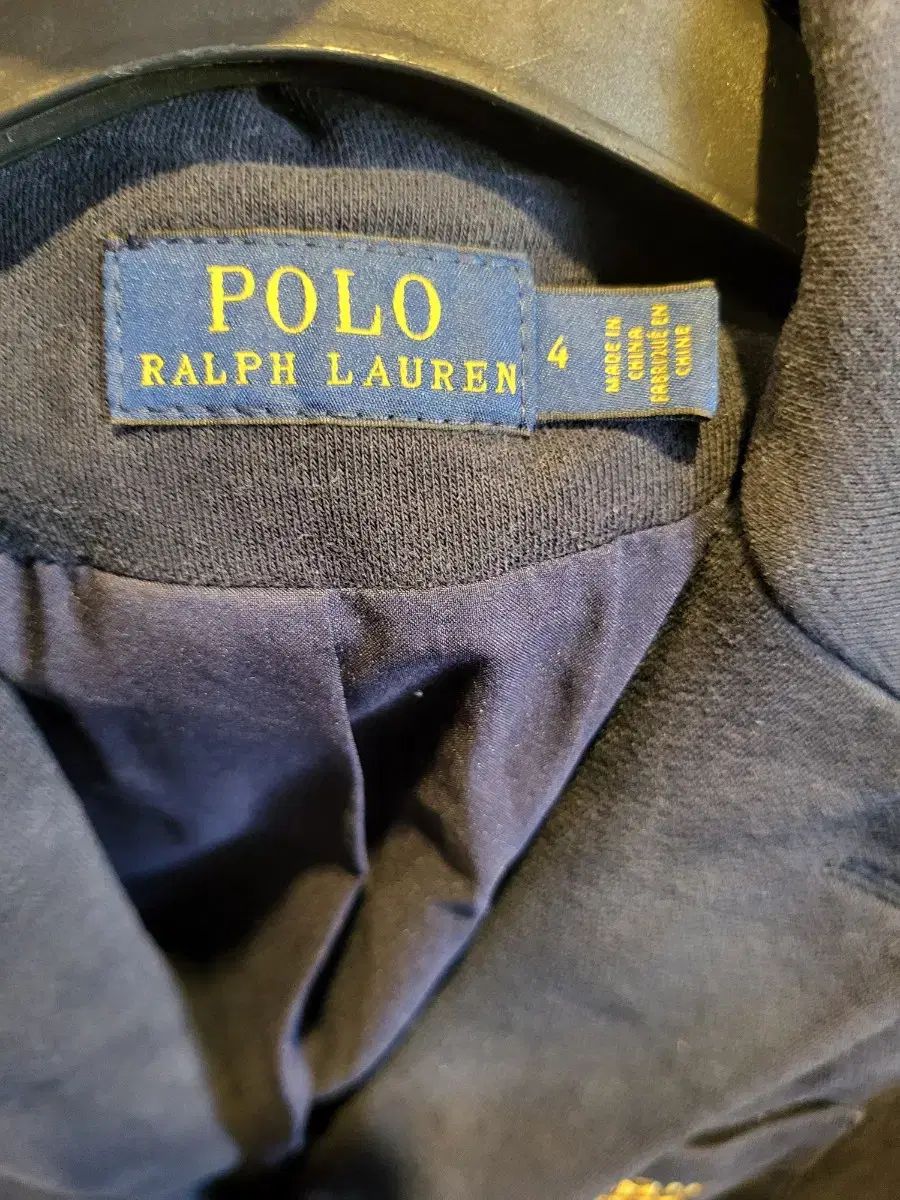 POLO
RALPH LAUREN
4
MADE IN
CHINA
FABRIQUÉ EN
CHINE